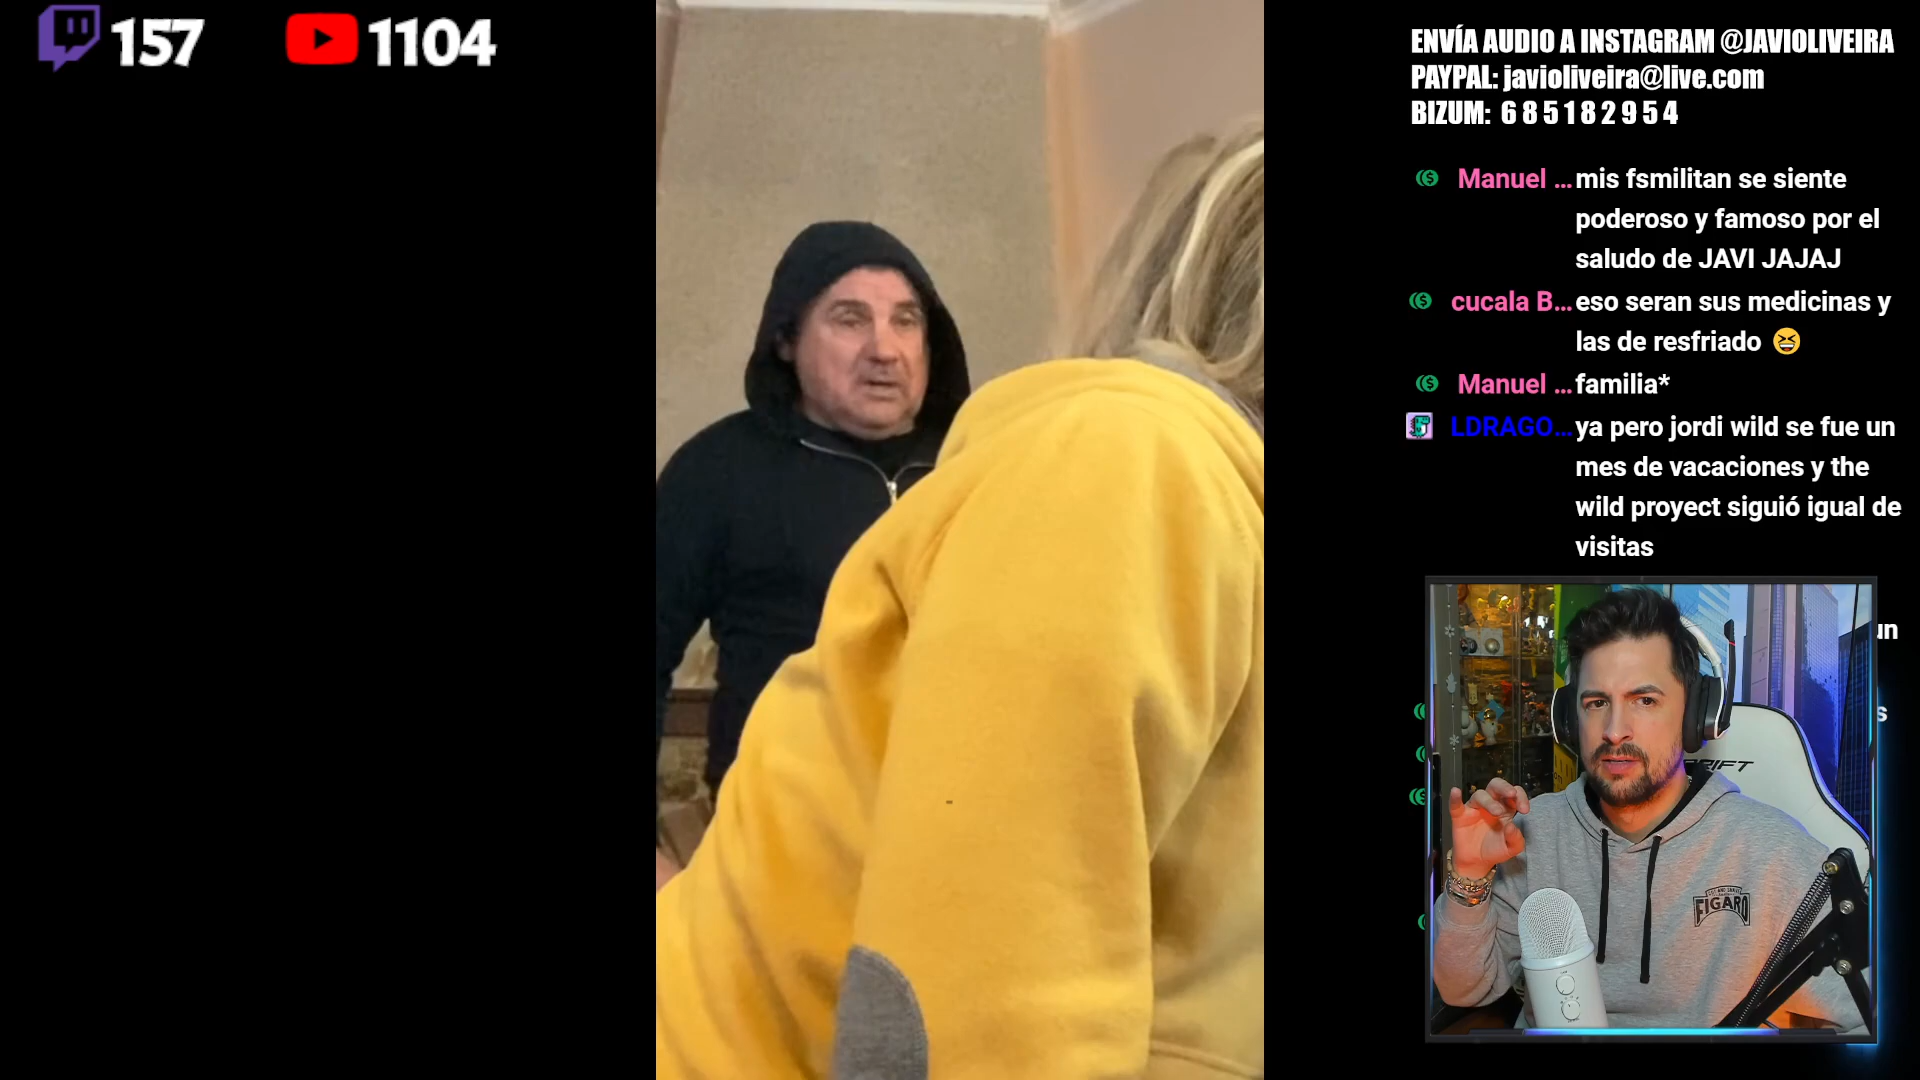 157
1104
ENVÍA AUDIO A INSTAGRAM @JAVIOLIVEIRA
PAYPAL: javioliveira@live.com
BIZUM: 6 8 5 1 8 2 9 5 4
Manuel ... mis fsmilitan se siente
poderoso y famoso por el
saludo de JAVI JAJAJ
cucala B... eso seran sus medicinas y
las de resfriado 😆
Manuel ... familia*
LDRAGO... ya pero jordi wild se fue un
mes de vacaciones y the
wild proyect siguió igual de
visitas
un
s
FIGARO